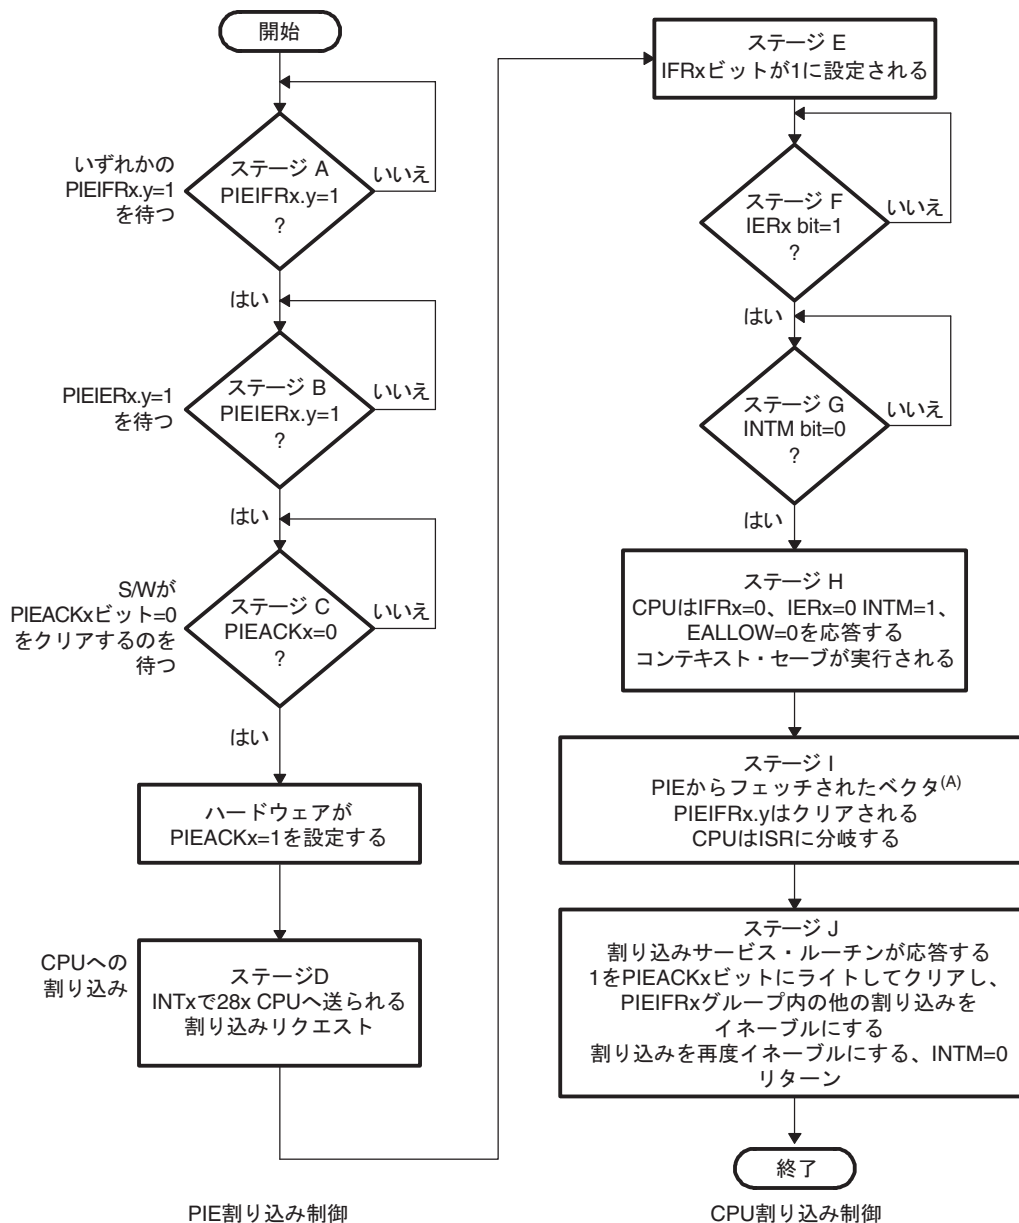 開始
いずれかの
PIEIFRx.y=1
を待つ
ステージ A
PIEIFRx.y=1
?
いいえ
はい
PIEIERx.y=1
を待つ
ステージ B
PIEIERx.y=1
?
いいえ
はい
S/Wが
PIEACKxビット=0
をクリアするのを
待つ
ステージ C
PIEACKx=0
?
いいえ
はい
ハードウェアが
PIEACKx=1を設定する
CPUへの
割り込み
ステージD
INTxで28x CPUへ送られる
割り込みリクエスト
PIE割り込み制御
ステージ E
IFRxビットが1に設定される
ステージ F
IERx bit=1
?
いいえ
はい
ステージ G
INTM bit=0
?
いいえ
はい
ステージ H
CPUはIFRx=0、IERx=0 INTM=1、
EALLOW=0を応答する
コンテキスト・セーブが実行される
ステージ I
PIEからフェッチされたベクタ(A)
PIEIFRx.yはクリアされる
CPUはISRに分岐する
ステージ J
割り込みサービス・ルーチンが応答する
1をPIEACKxビットにライトしてクリアし、
PIEIFRxグループ内の他の割り込みを
イネーブルにする
割り込みを再度イネーブルにする、INTM=0
リターン
終了
CPU割り込み制御